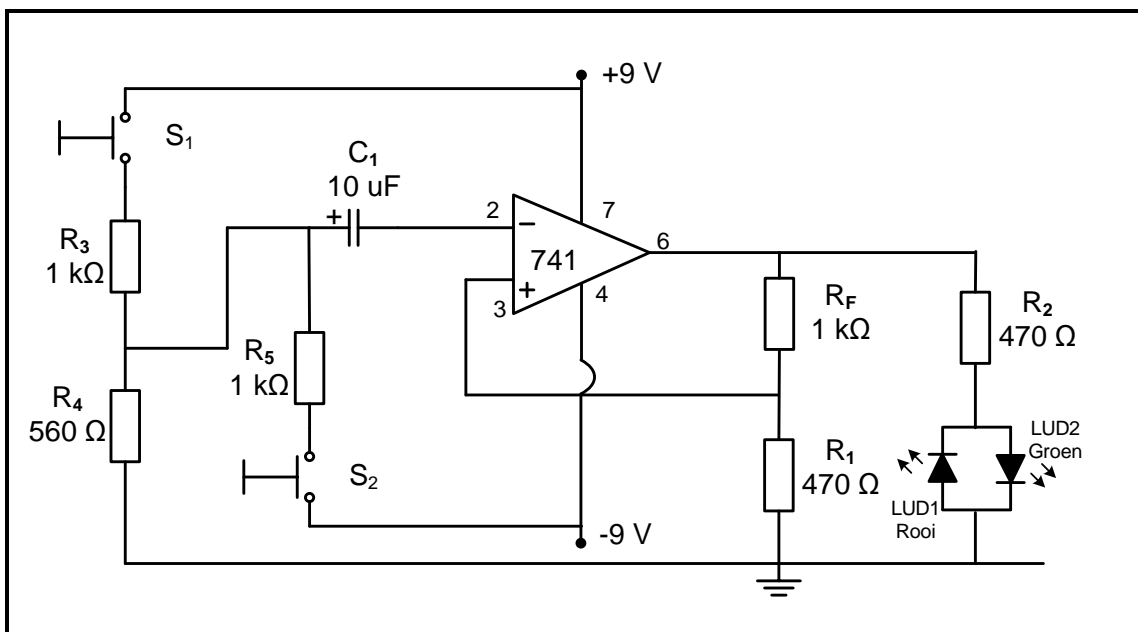 +9 V
S1
C1
10 uF
2
−
7
6
741
+
3
4
R3
1 kΩ
RF
1 kΩ
R2
470 Ω
R5
1 kΩ
R4
560 Ω
S2
R1
470 Ω
LUD2
Groen
LUD1
Rooi
-9 V
+